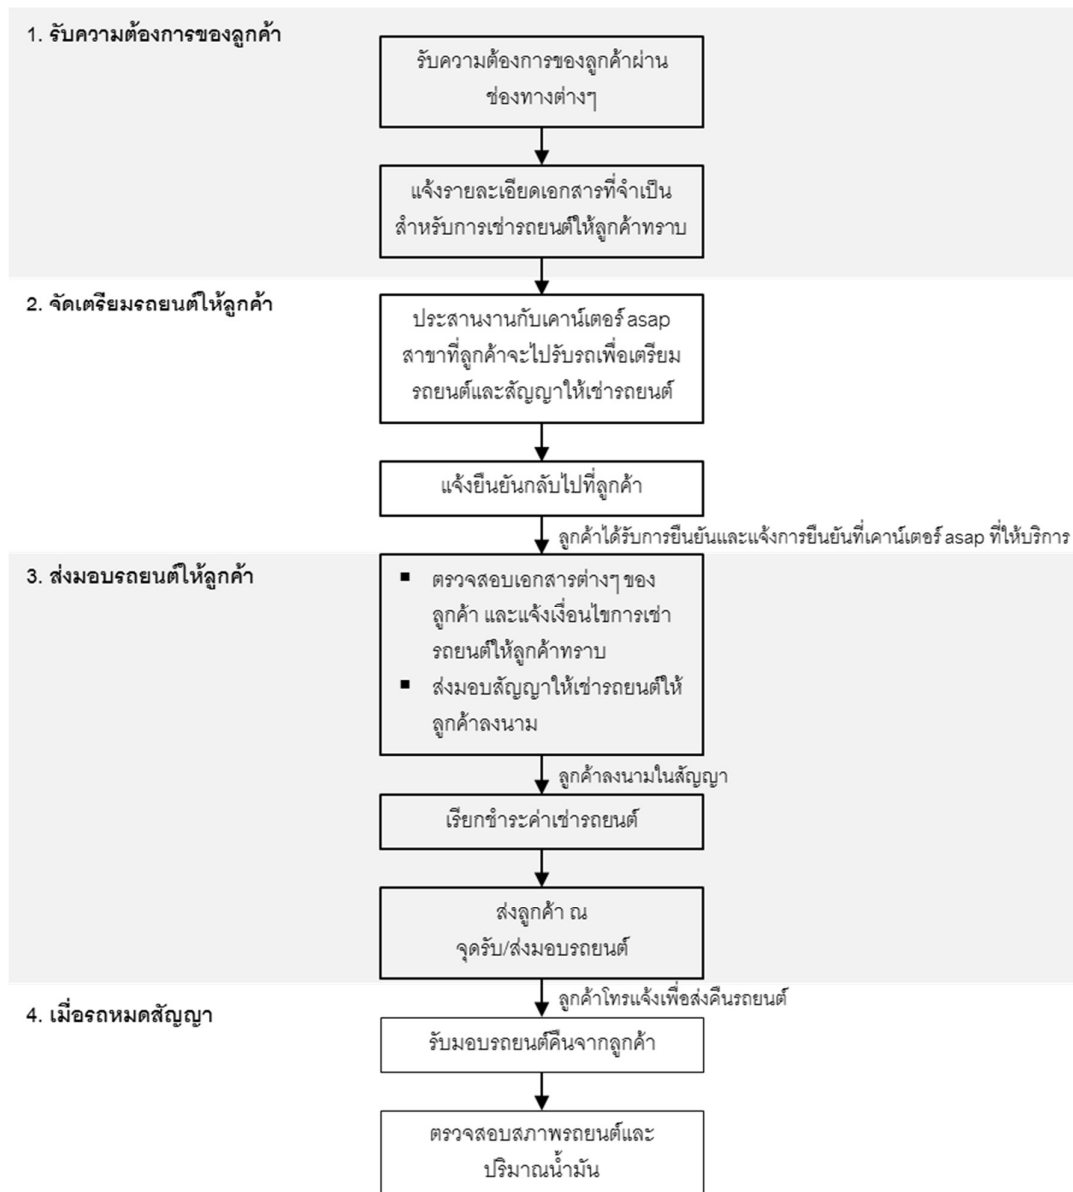 1. รับความต้องการของลูกค้า
รับความต้องการของลูกค้าผ่าน
ช่องทางต่างๆ
แจ้งรายละเอียดเอกสารที่จำเป็น
สำหรับการเช่ารถยนต์ให้ลูกค้าทราบ
2. จัดเตรียมรถยนต์ให้ลูกค้า
ประสานงานกับเคาน์เตอร์ asap
สาขาที่ลูกค้าจะไปรับรถเพื่อเตรียม
รถยนต์และสัญญาให้เช่ารถยนต์
แจ้งยืนยันกลับไปที่ลูกค้า
ลูกค้าได้รับการยืนยันและแจ้งการยืนยันที่เคาน์เตอร์ asap ที่ให้บริการ
3. ส่งมอบรถยนต์ให้ลูกค้า
▪ ตรวจสอบเอกสารต่างๆ ของ
ลูกค้า และแจ้งเงื่อนไขการเช่า
รถยนต์ให้ลูกค้าทราบ
▪ ส่งมอบสัญญาให้เช่ารถยนต์ให้
ลูกค้าลงนาม
ลูกค้าลงนามในสัญญา
เรียกชำระค่าเช่ารถยนต์
ส่งลูกค้า ณ
จุดรับ/ส่งมอบรถยนต์
ลูกค้าโทรแจ้งเพื่อส่งคืนรถยนต์
4. เมื่อรถหมดสัญญา
รับมอบรถยนต์คืนจากลูกค้า
ตรวจสอบสภาพรถยนต์และ
ปริมาณน้ำมัน